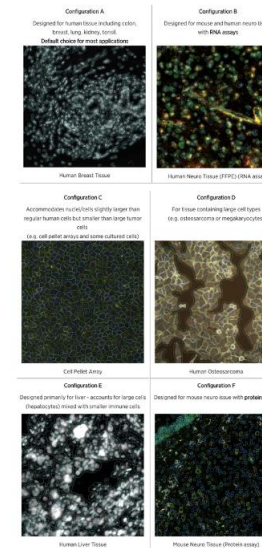 Configuration A
Designed for human tissue including colon,
breast, lung, kidney, tonsil.
Default choice for most applications
Human Breast Tissue
Configuration B
Designed for mouse and human neuro tis
with RNA assays
Human Neuro Tissue (FFPC) (RNA assa
Configuration C
Accommodates nuclei/cells slightly larger than
regular human cells but smaller than large tumor
cells
(e.g. cell pellet arrays and some cultured cells)
Cell Pellet Array
Configuration D
For tissue containing large cell types
(e.g. osteosarcoma or megakaryocytes
Human Osteosarcoma
Configuration E
Designed primarily for liver - accounts for large cells
(hepatocytes) mixed with smaller immune cells
Human Liver Tissue
Configuration F
Designed for mouse neuro issue with protein
Mouse Neuro Tissue (Protein assay)